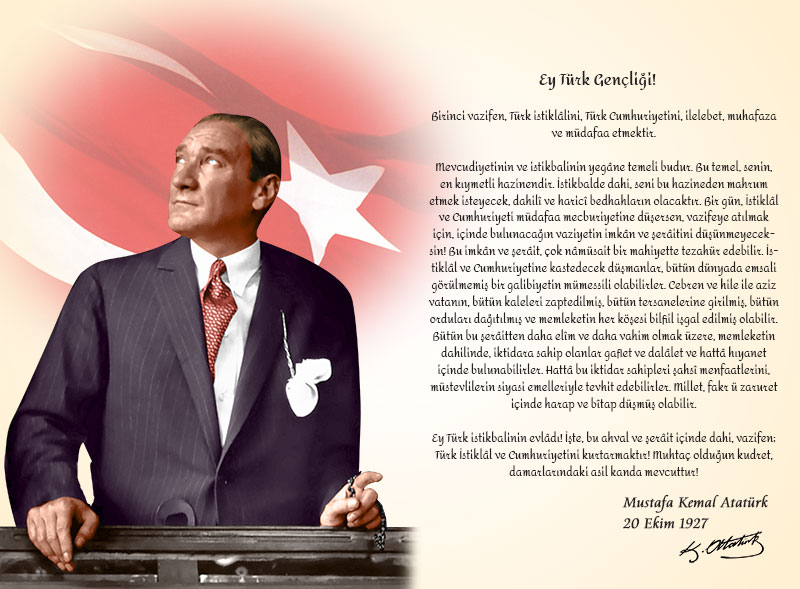 Ey Türk Gençliği!
Birinci vazifen, Türk istiklâlini, Türk Cumhuriyetini, ilelebet, muhafaza
ve müdafaa etmektir.
Mevcudiyetinin ve istikbalinin yegâne temeli budur. Bu temel, senin,
en kıymetli hazinendir. İstikbalde dahi, seni bu hazineden mahrum
etmek isteyecek, dahilî ve haricî bedhahların olacaktır. Bir gün, İstiklâl
ve Cumhuriyeti müdafaa mecburiyetine düşersen, vazifeye atılmak
için, içinde bulunacağın vaziyetin imkân ve şerâitini düşünmeyecek-
sin! Bu imkân ve şerâit, çok nâmüsait bir mahiyette tezahür edebilir. İs-
tiklâl ve Cumhuriyetine kastedecek düşmanlar, bütün dünyada emsali
görülmemiş bir galibiyetin mümessili olabilirler. Cebren ve hile ile aziz
vatanın, bütün kaleleri zaptedilmiş, bütün tersanelerine girilmiş, bütün
orduları dağıtılmış ve memleketin her köşesi bilfiil işgal edilmiş olabilir.
Bütün bu şerâitten daha elîm ve daha vahim olmak üzere, memleketin
dahilinde, iktidara sahip olanlar gaflet ve dalâlet ve hattâ hıyanet
içinde bulunabilirler. Hattâ bu iktidar sahipleri şahsî menfaatlerini,
müstevlilerin siyasi emelleriyle tevhit edebilirler. Millet, fakr ü zaruret
içinde harap ve bîtap düşmüş olabilir.
Ey Türk istikbalinin evlâdı! İşte, bu ahval ve şerâit içinde dahi, vazifen;
Türk İstiklâl ve Cumhuriyetini kurtarmaktır! Muhtaç olduğun kudret,
damarlarındaki asil kanda mevcuttur!
Mustafa Kemal Atatürk
20 Ekim 1927
K. Atatürk